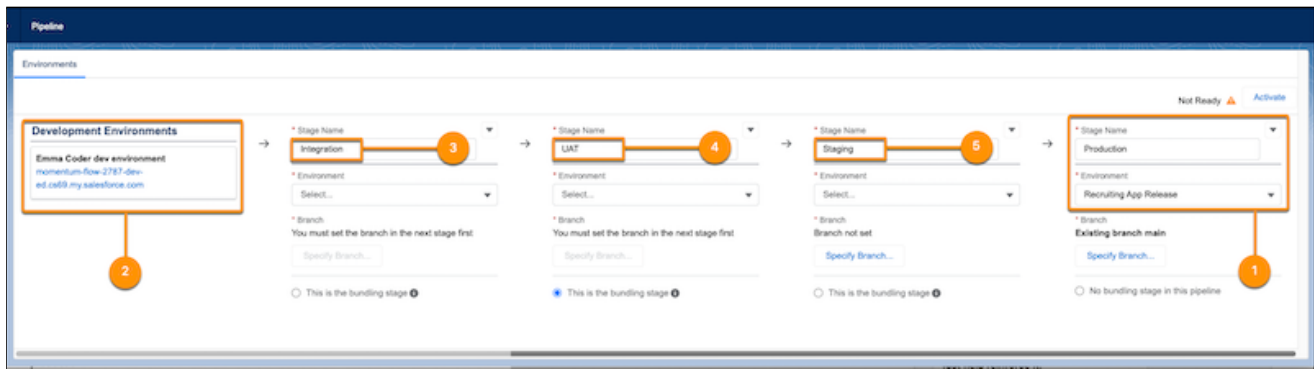 Pipeline
Environments
Not Ready
Activate
Development Environments
Emma Coder dev environment
momentum-flow-2787-dev-
ed.cs69.my.salesforce.com
2
* Stage Name
Integration
3
* Environment
Select...
* Branch
You must set the branch in the next stage first
Specify Branch...
This is the bundling stage
* Stage Name
UAT
4
* Environment
Select...
* Branch
You must set the branch in the next stage first
Specify Branch...
This is the bundling stage
* Stage Name
Staging
5
* Environment
Select...
* Branch
Branch not set
Specify Branch...
This is the bundling stage
* Stage Name
Production
* Environment
Recruiting App Release
* Branch
Existing branch main
Specify Branch...
1
No bundling stage in this pipeline